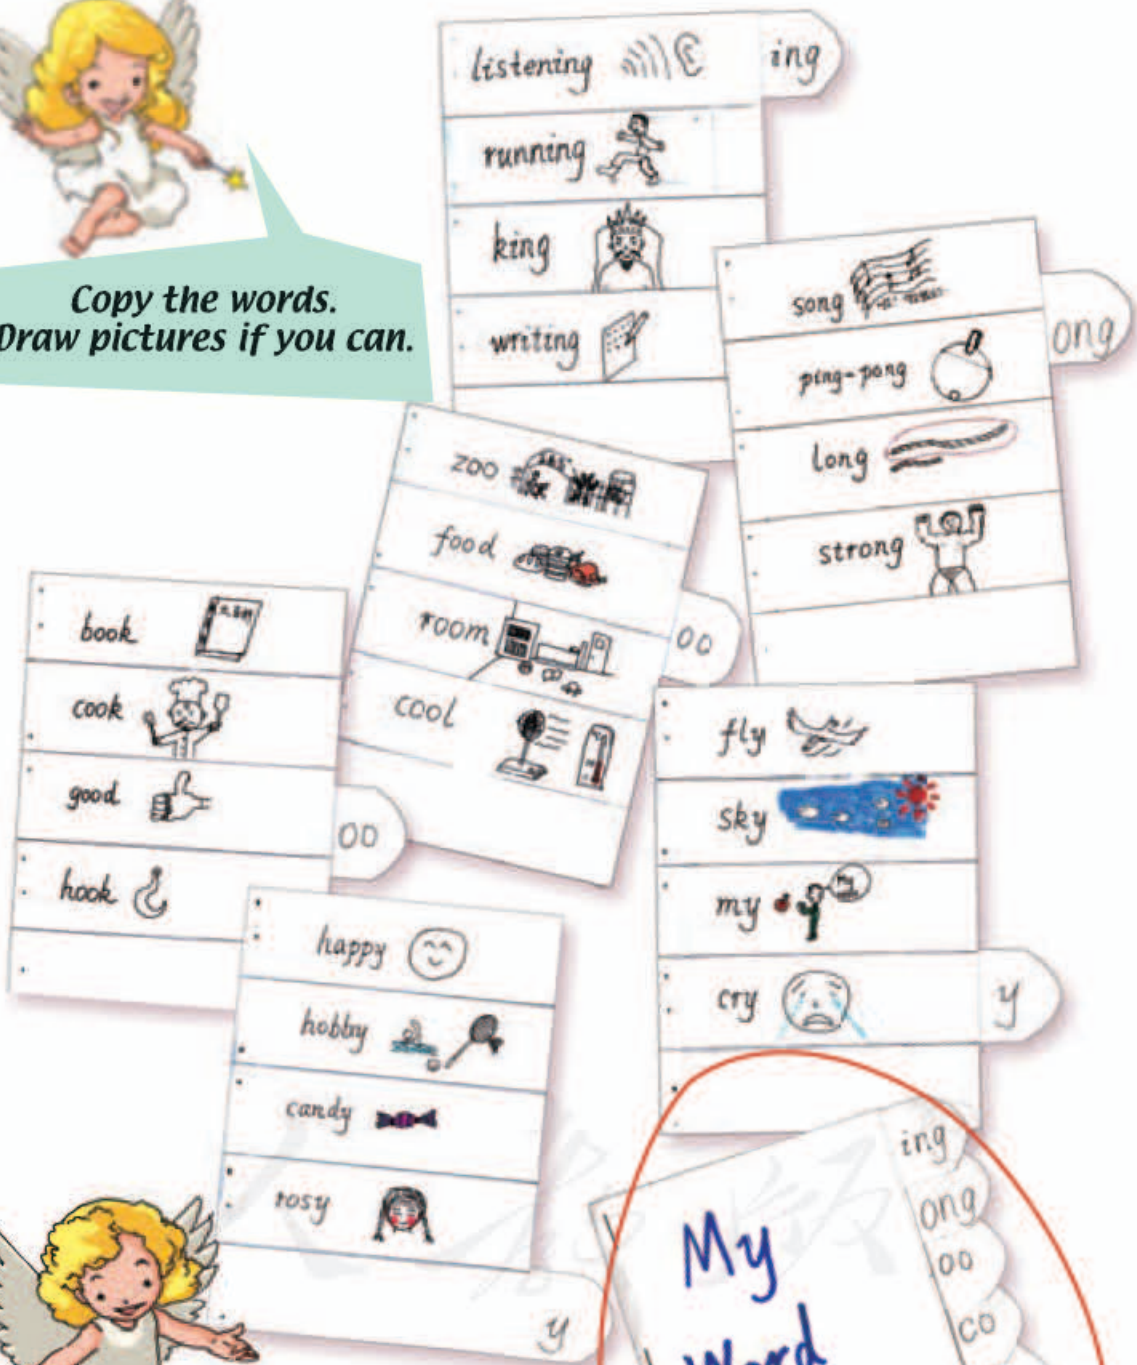 listening
ing
running
king
writing
Copy the words.
Draw pictures if you can.
song
ong
ping-pong
long
strong
zoo
food
room
oo
cool
book
cook
good
oo
hook
fly
sky
my
My
cry
y
happy
hobby
candy
rosy
y
ing
ong
oo
My
Word